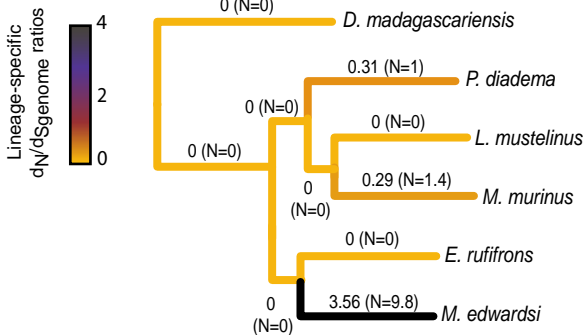 Lineage-specific
dN/dSgenome ratios
4
2
0
0 (N=0)
D. madagascariensis
0.31 (N=1)
P. diadema
0 (N=0)
0 (N=0)
L. mustelinus
0 (N=0)
0.29 (N=1.4)
M. murinus
0
(N=0)
0 (N=0)
E. rufifrons
3.56 (N=9.8)
M. edwardsi
0
(N=0)